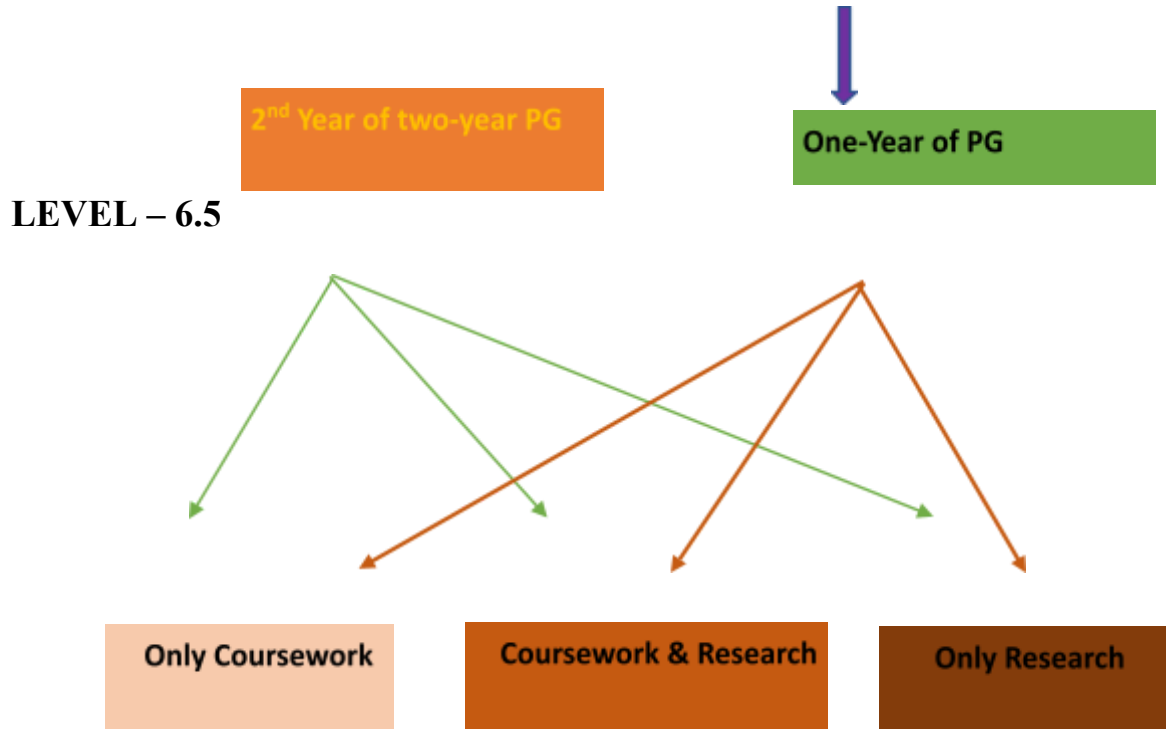 2nd Year of two-year PG
One-Year of PG
LEVEL – 6.5
Only Coursework
Coursework & Research
Only Research